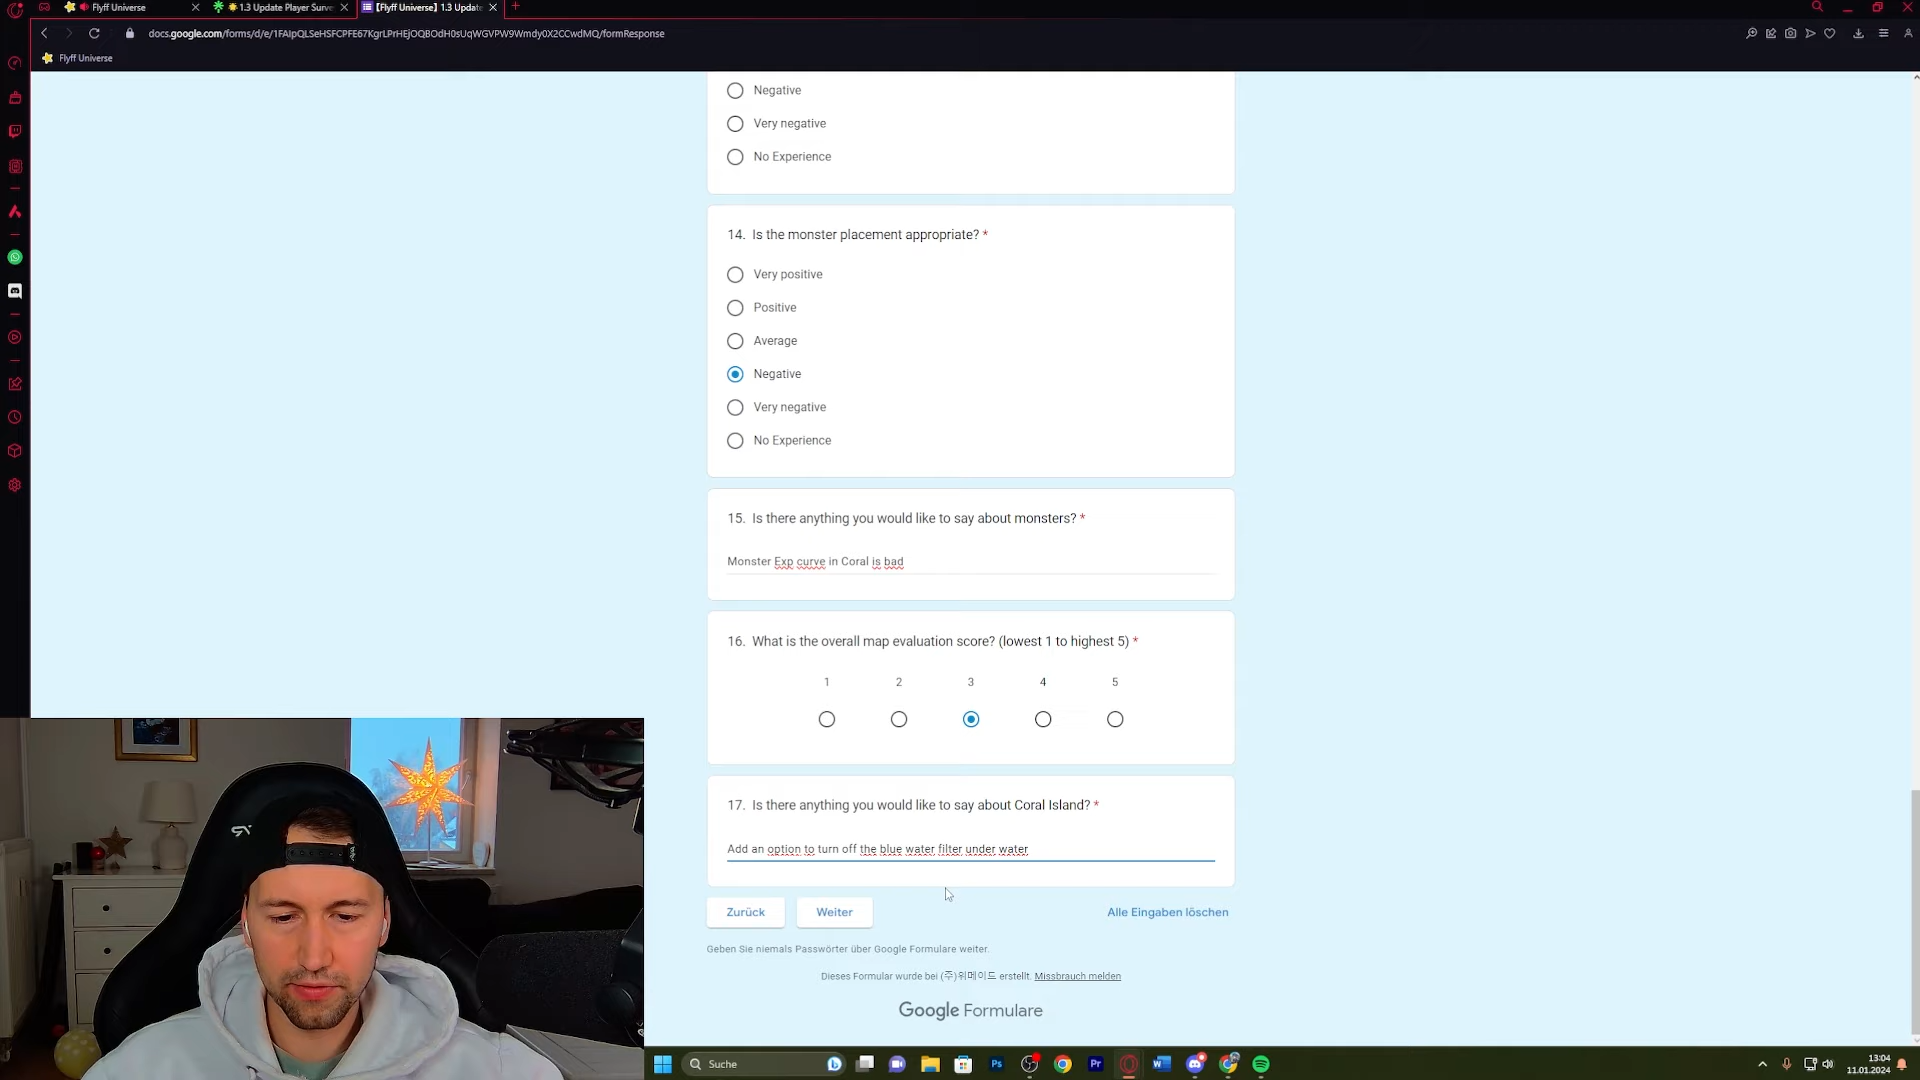 Flyff Universe
1.3 Update Player Surve
[Flyff Universe] 1.3 Updat
docs.google.com/forms/d/e/1FAIpQLSeHSFCPFE67KgrLPrHEjOQBOdH0sUqWGVPW9Wmdy0X2CCwdMQ/formResponse
Flyff Universe
Negative
Very negative
No Experience
14. Is the monster placement appropriate? *
Very positive
Positive
Average
Negative
Very negative
No Experience
15. Is there anything you would like to say about monsters? *
Monster Exp curve in Coral is bad
16. What is the overall map evaluation score? (lowest 1 to highest 5) *
1 2 3 4 5
17. Is there anything you would like to say about Coral Island? *
Add an option to turn off the blue water filter under water
Zurück
Weiter
Alle Eingaben löschen
Geben Sie niemals Passwörter über Google Formulare weiter.
Dieses Formular wurde bei (주)위메이드 erstellt. Missbrauch melden
Google Formulare
Suche
Ps
Pr
W
13:04
11.01.2024